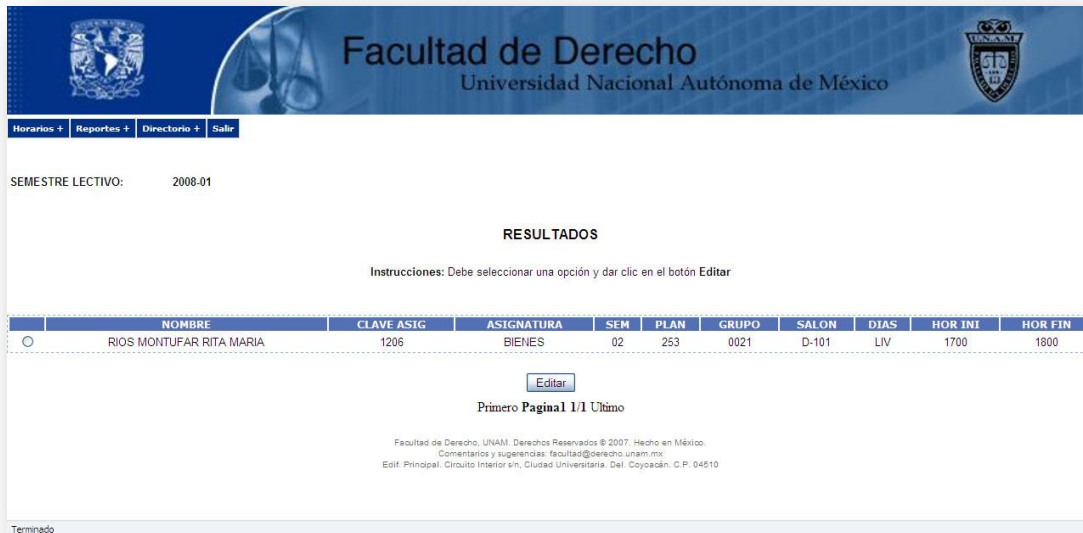 Facultad de Derecho
Universidad Nacional Autónoma de México
U.N.A.M.
Horarios + Reportes + Directorio + Salir
SEMESTRE LECTIVO: 2008-01
RESULTADOS
Instrucciones: Debe seleccionar una opción y dar clic en el botón Editar
NOMBRE CLAVE ASIG ASIGNATURA SEM PLAN GRUPO SALON DIAS HOR INI HOR FIN
RIOS MONTUFAR RITA MARIA 1206 BIENES 02 253 0021 D-101 LIV 1700 1800
Editar
Primero Pagina1 1/1 Ultimo
Facultad de Derecho, UNAM. Derechos Reservados © 2007. Hecho en México.
Comentarios y sugerencias: facultad@derecho.unam.mx
Edif. Principal. Circuito Interior s/n, Ciudad Universitaria. Del. Coyoacán. C.P. 04510
Terminado